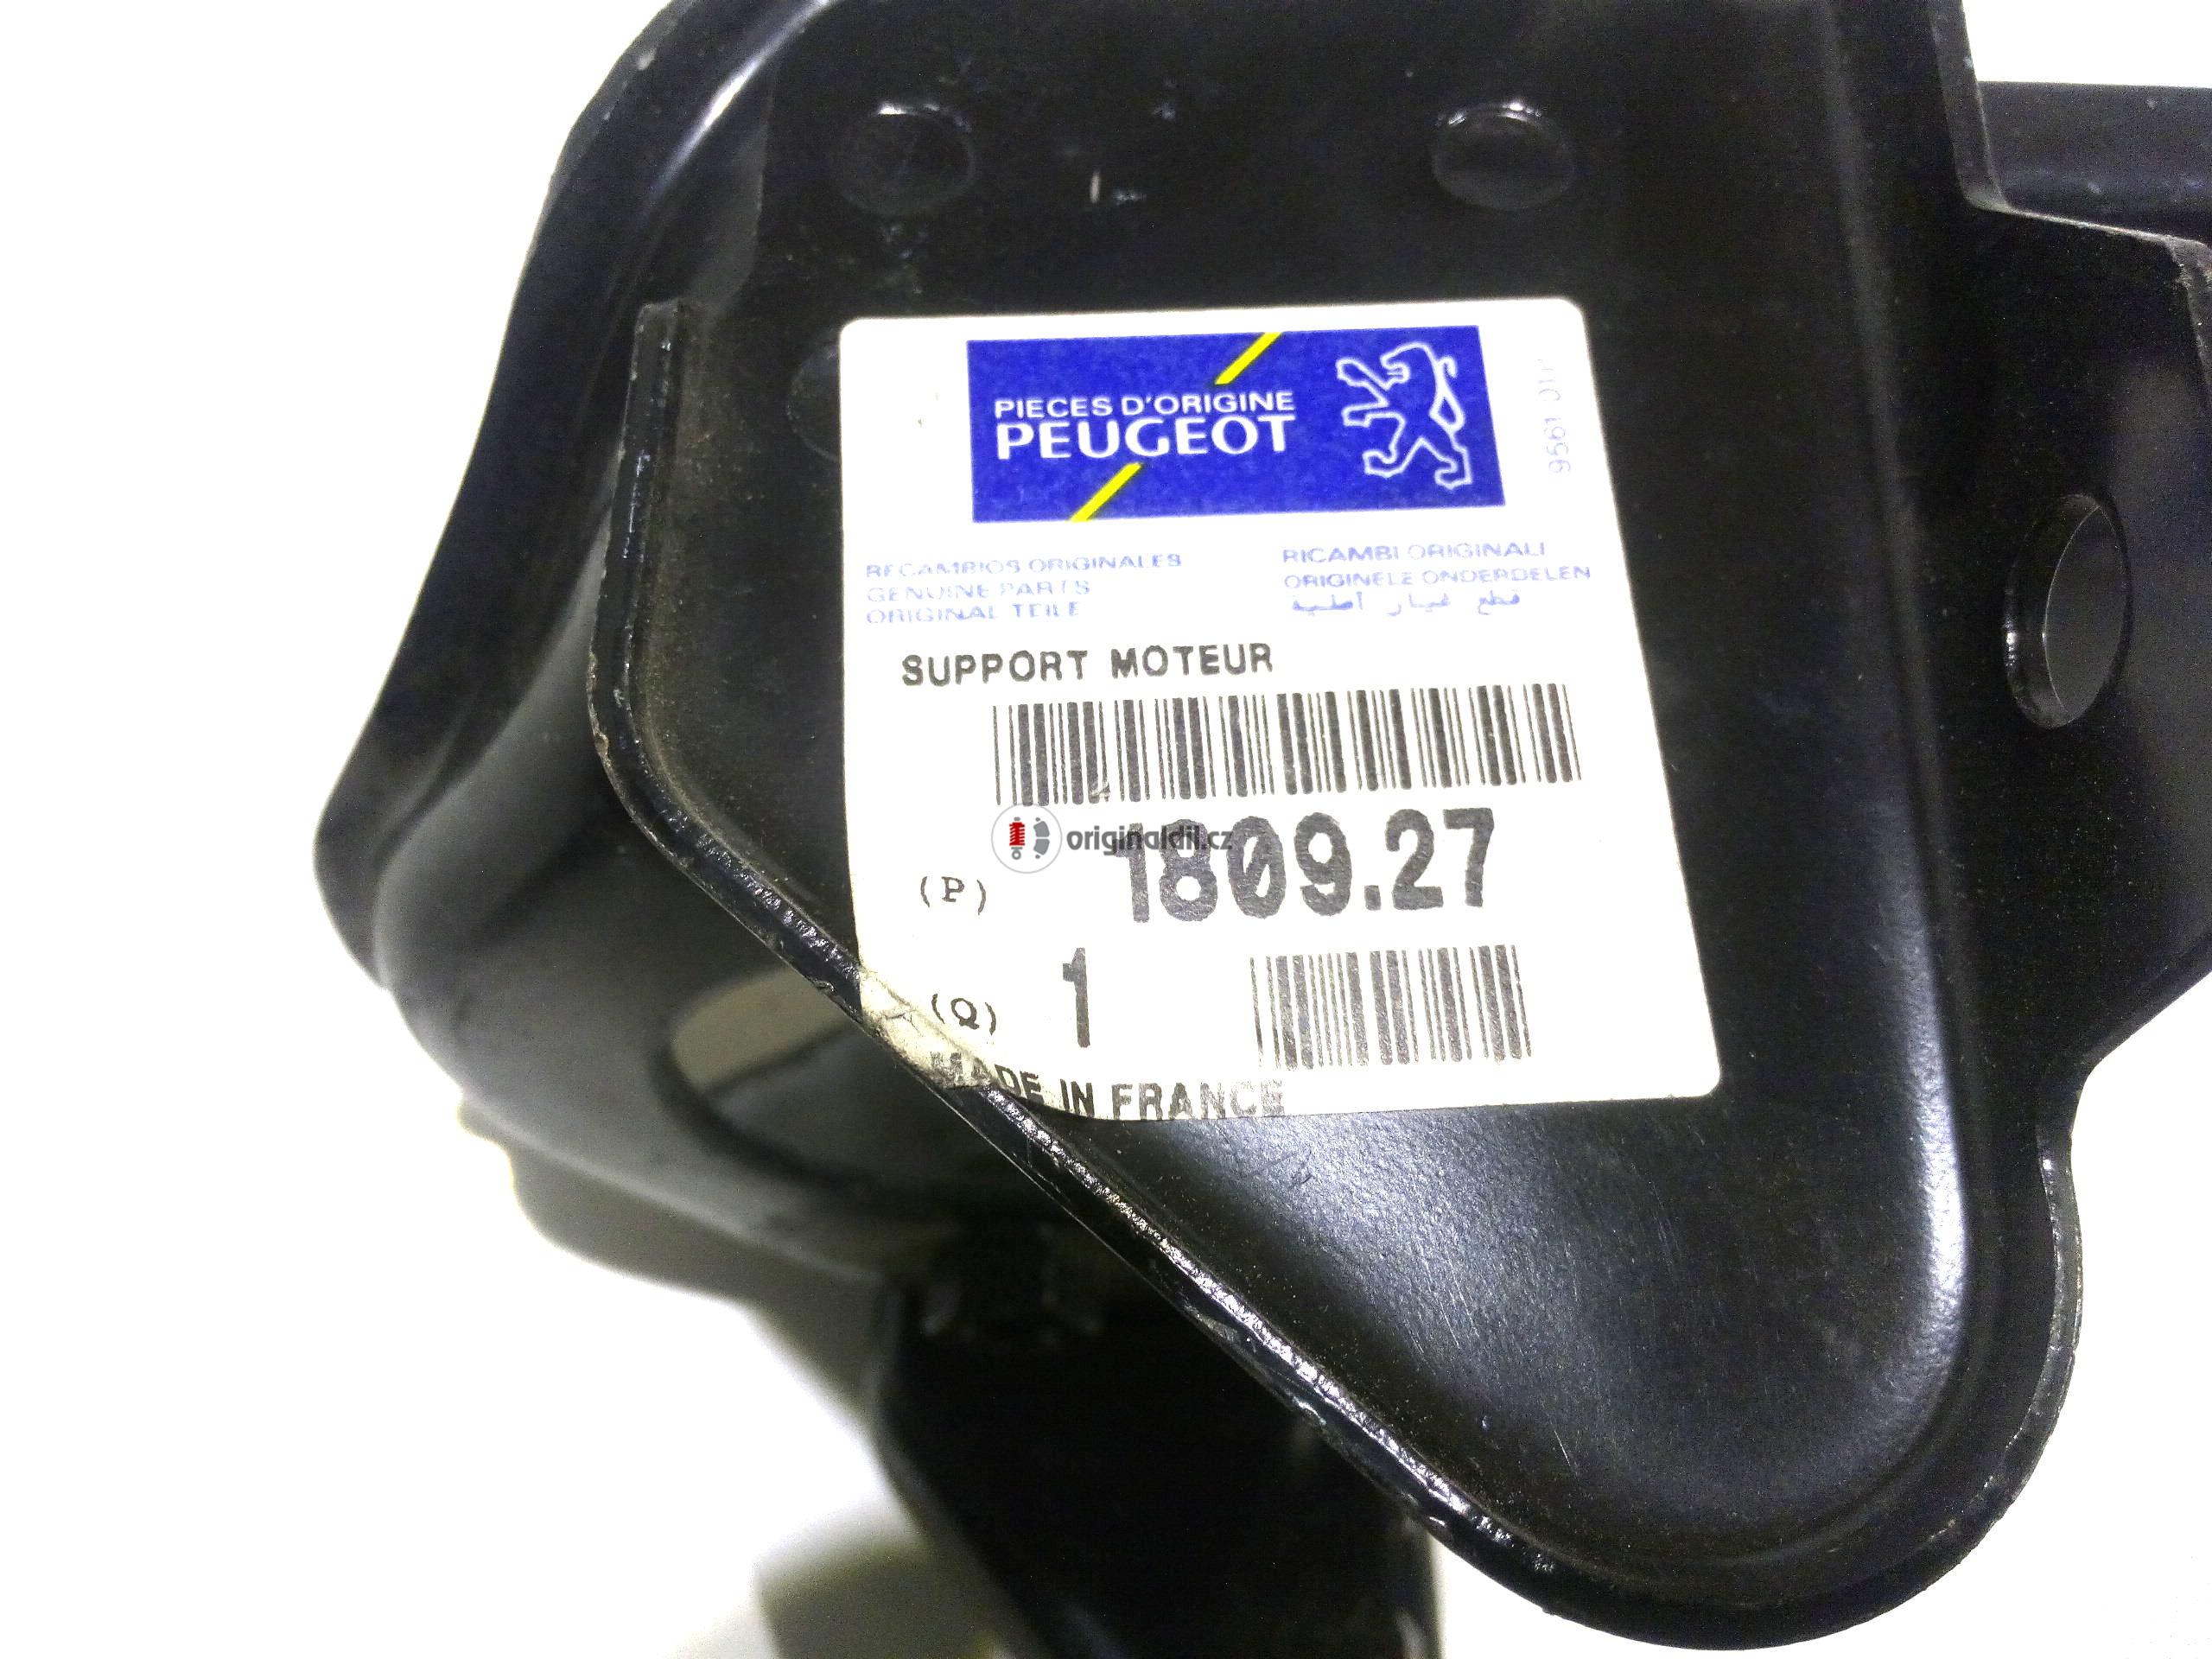 PIECES D'ORIGINE
PEUGEOT
9561 01
RECAMBIOS ORIGINALES
GENUINE PARTS
ORIGINAL TEILE
RICAMBI ORIGINALI
ORIGINELE ONDERDELEN
قطع غيار أصلية
SUPPORT MOTEUR
originaldil.cz
(P) 1809.27
(Q) 1
MADE IN FRANCE